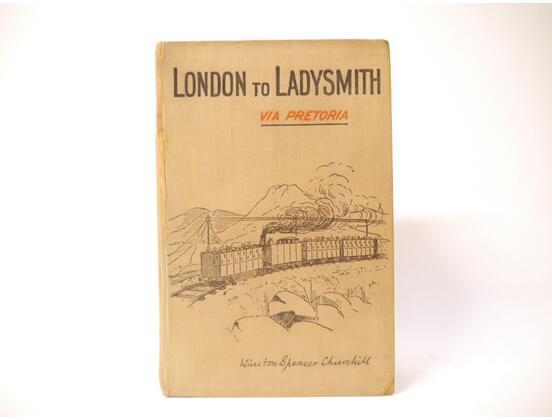 LONDON TO LADYSMITH
VIA PRETORIA
Winston Spencer Churchill